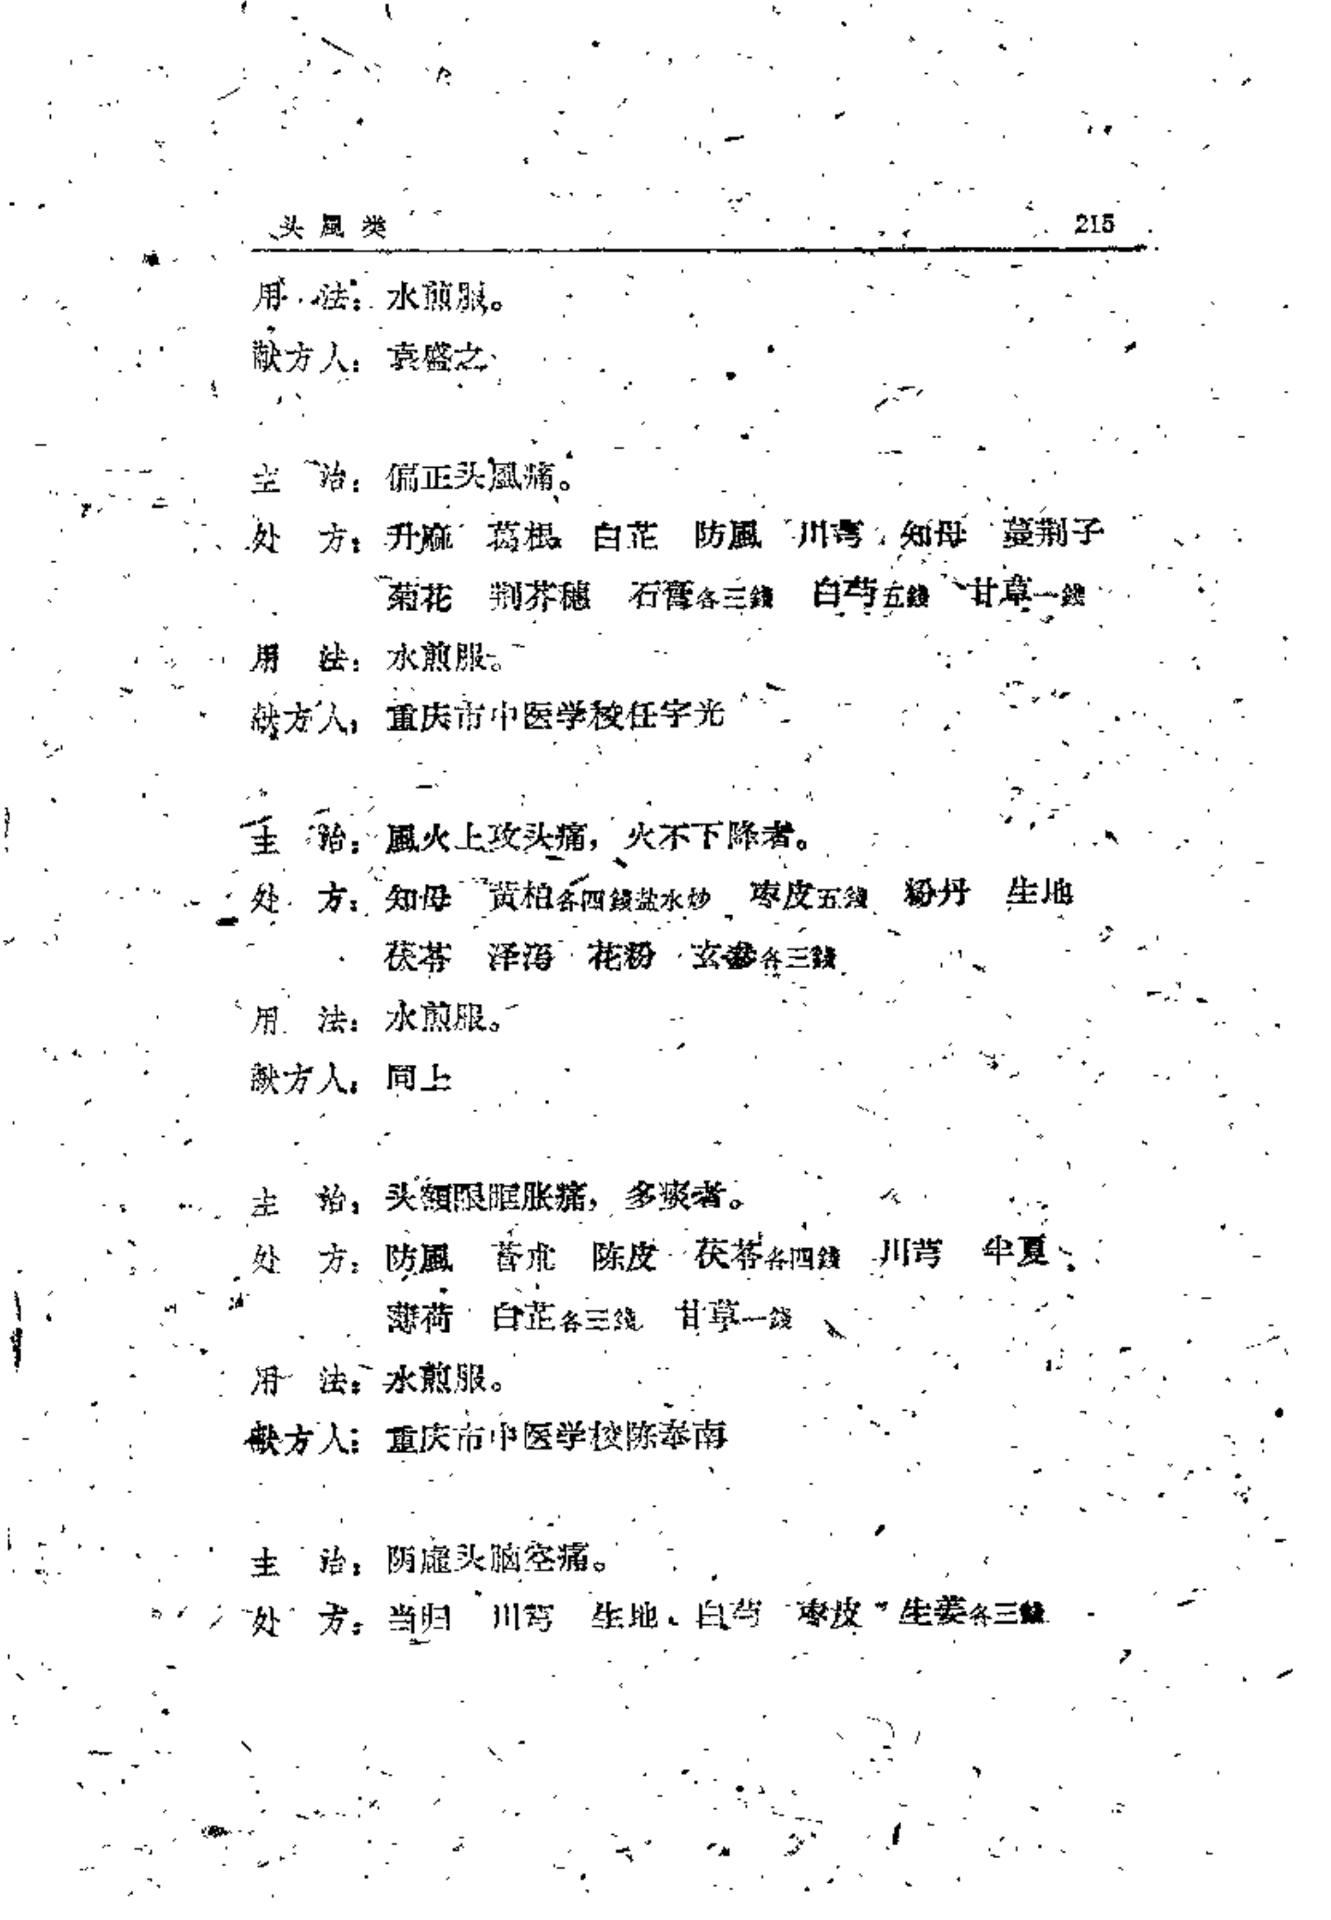 头風类 215
用 法：水煎服。
献方人：袁盛之
主 治：偏正头風痛。
处 方：升麻 葛根 白芷 防風 川芎 知母 蔓荆子
菊花 荆芥穗 石膏各三錢 白芍五錢 甘草一錢
用 法：水煎服。
献方人：重庆市中医学校任宇光
主 治：風火上攻头痛，火不下降者。
处 方：知母 黃柏各四錢盐水炒 枣皮五錢 粉丹 生地
茯苓 泽泻 花粉 玄参各三錢
用 法：水煎服。
献方人：同上
主 治：头額眼眶胀痛，多痰者。
处 方：防風 苍朮 陈皮 茯苓各四錢 川芎 半夏
薄荷 白芷各三錢 甘草一錢
用 法：水煎服。
献方人：重庆市中医学校陈奉南
主 治：阴虛头脑空痛。
处 方：当归 川芎 生地 白芍 枣皮 生姜各三錢